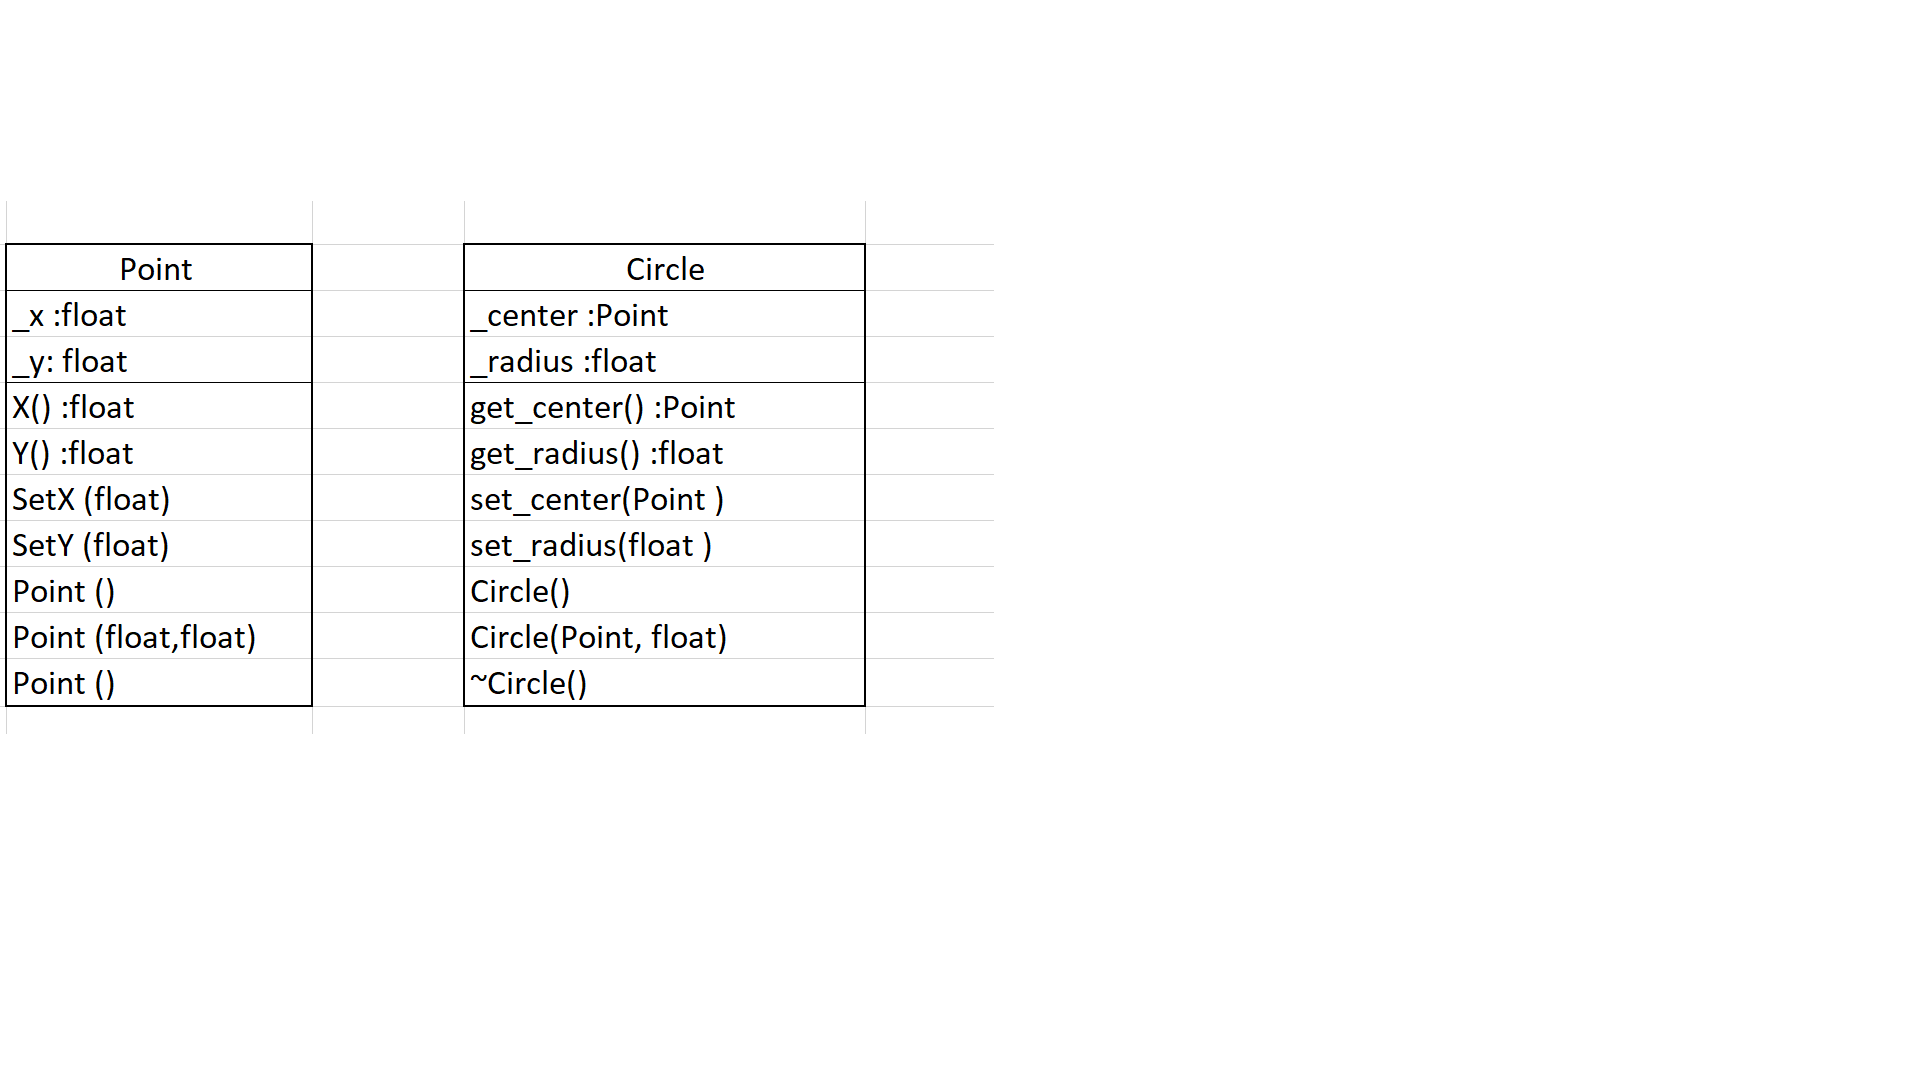 Point
_x :float
_y: float
X() :float
Y() :float
SetX (float)
SetY (float)
Point ()
Point (float,float)
Point ()
Circle
_center :Point
_radius :float
get_center() :Point
get_radius() :float
set_center(Point )
set_radius(float )
Circle()
Circle(Point, float)
~Circle()